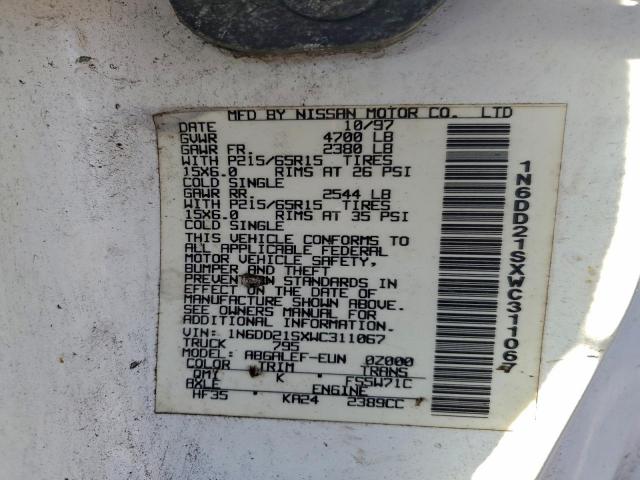 MFD BY NISSAN MOTOR CO. LTD
DATE 10/97
GVWR 4700 LB
GAWR FR. 2380 LB
WITH P215/65R15 TIRES
15X6.0 RIMS AT 26 PSI
COLD SINGLE
GAWR RR. 2544 LB
WITH P215/65R15 TIRES
15X6.0 RIMS AT 35 PSI
COLD SINGLE
THIS VEHICLE CONFORMS TO
ALL APPLICABLE FEDERAL
MOTOR VEHICLE SAFETY,
BUMPER AND THEFT
PREVENTION STANDARDS IN
EFFECT ON THE DATE OF
MANUFACTURE SHOWN ABOVE.
SEE OWNERS MANUAL FOR
ADDITIONAL INFORMATION
VIN: 1N6DD21SXWC311067
TRUCK 795
MODEL: ABGALEF-EUN 0Z000
COLOR TRIM TRANS
QM1 K FS5W71C
AXLE ENGINE
HF35 KA24 2389CC
1N6DD21SXWC311067